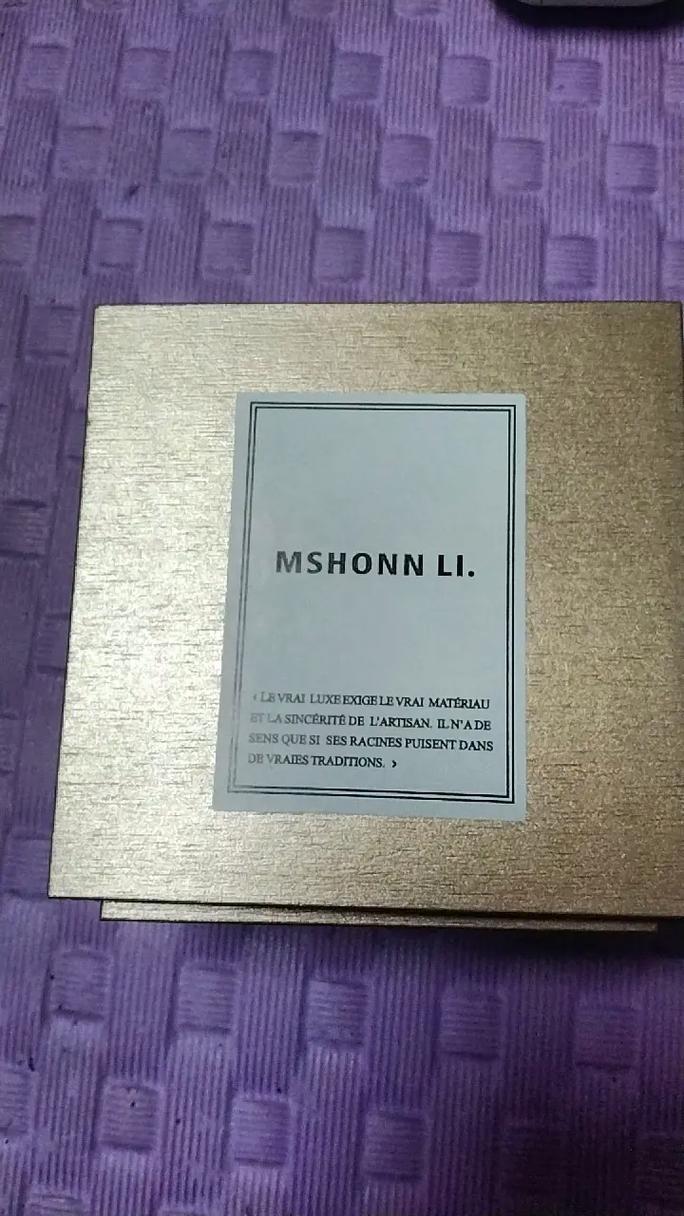 MSHONN LI.
‹ LE VRAI LUXE EXIGE LE VRAI MATÉRIAU
ET LA SINCÉRITÉ DE L'ARTISAN. IL N'A DE
SENS QUE SI SES RACINES PUISENT DANS
DE VRAIES TRADITIONS. ›